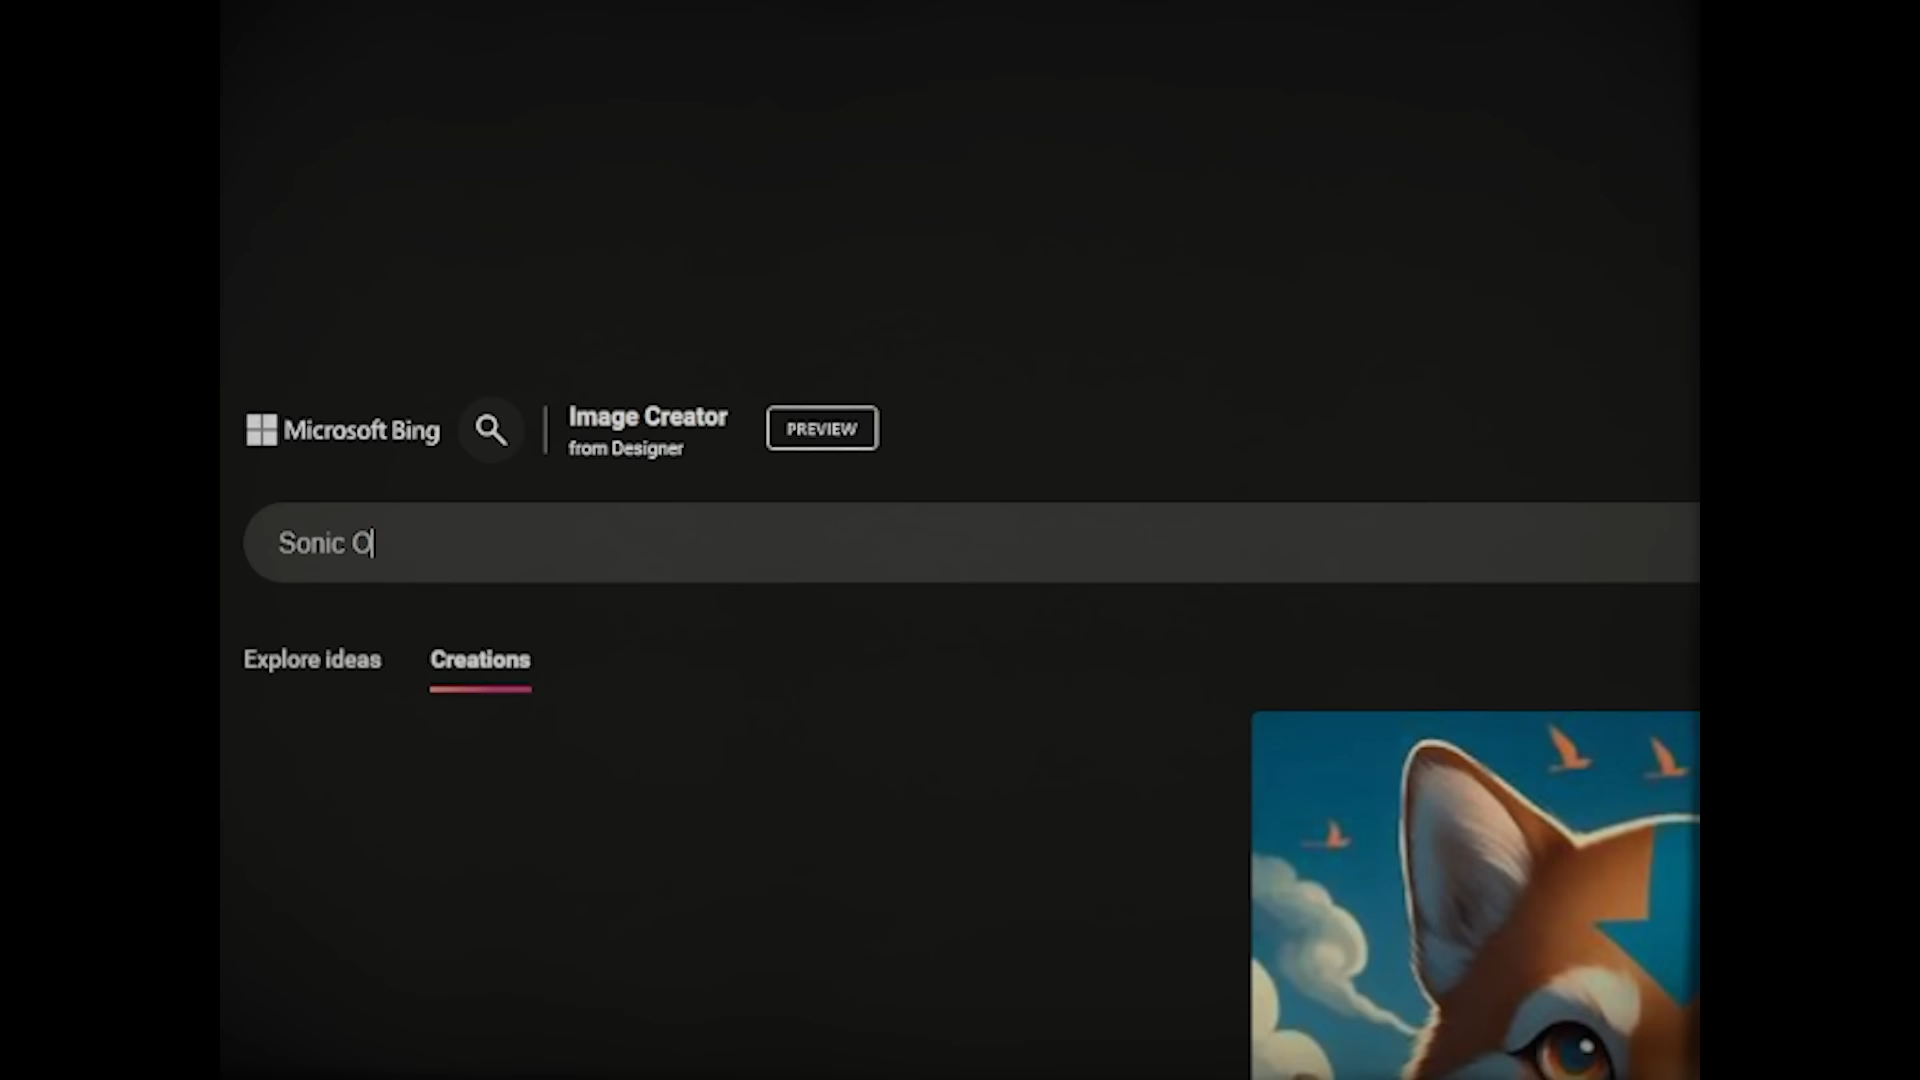 Microsoft Bing
Image Creator
from Designer
PREVIEW
Sonic O
Explore ideas
Creations